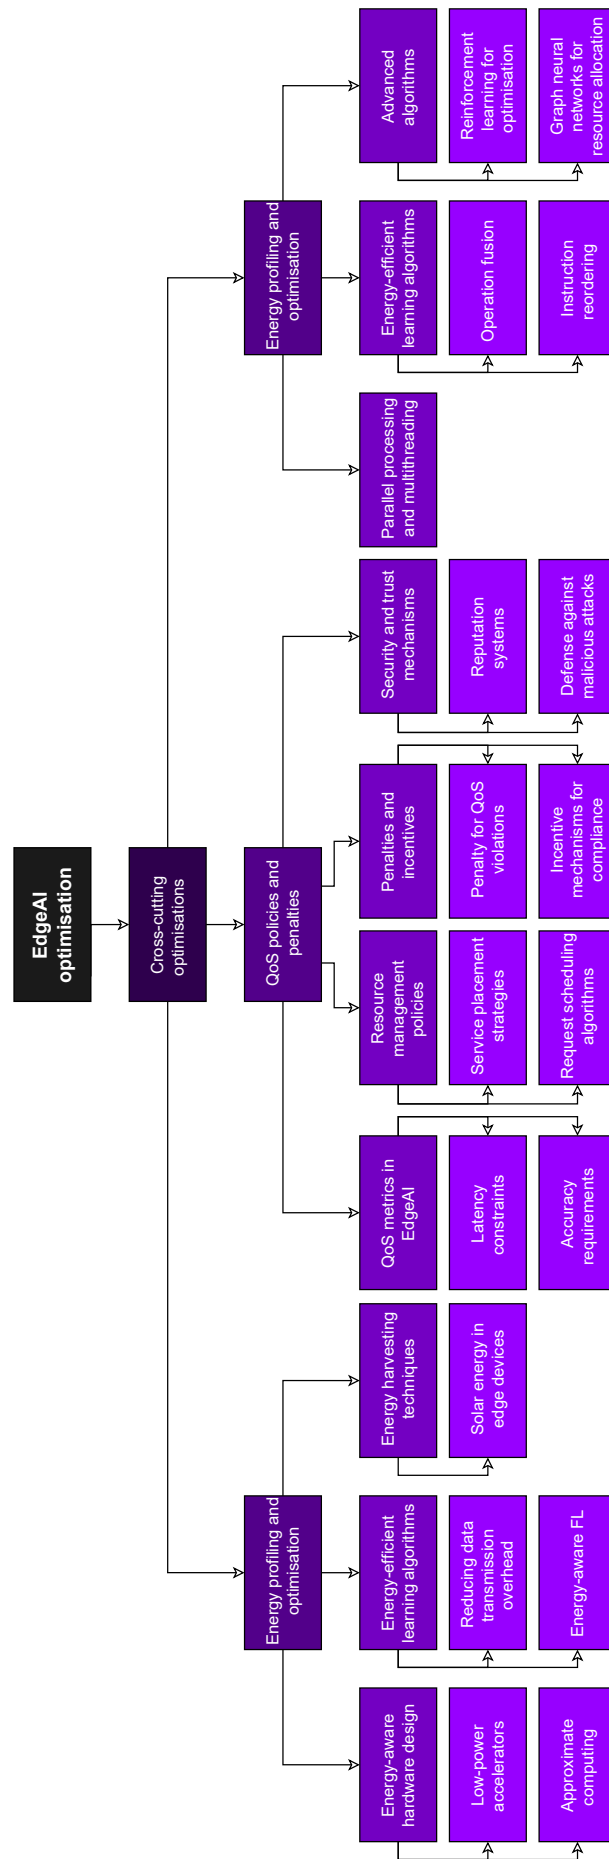 EdgeAI
optimisation
Cross-cutting
optimisations
Energy profiling and
optimisation
QoS policies and
penalties
Energy profiling and
optimisation
Energy-aware
hardware design
Energy-efficient
learning algorithms
Energy harvesting
techniques
QoS metrics in
EdgeAI
Resource
management
policies
Penalties and
incentives
Security and trust
mechanisms
Parallel processing
and multithreading
Energy-efficient
learning algorithms
Advanced
algorithms
Low-power
accelerators
Reducing data
transmission
overhead
Solar energy in
edge devices
Latency
constraints
Service placement
strategies
Penalty for QoS
violations
Reputation
systems
Operation fusion
Reinforcement
learning for
optimisation
Approximate
computing
Energy-aware FL
Accuracy
requirements
Request scheduling
algorithms
Incentive
mechanisms for
compliance
Defense against
malicious attacks
Instruction
reordering
Graph neural
networks for
resource allocation